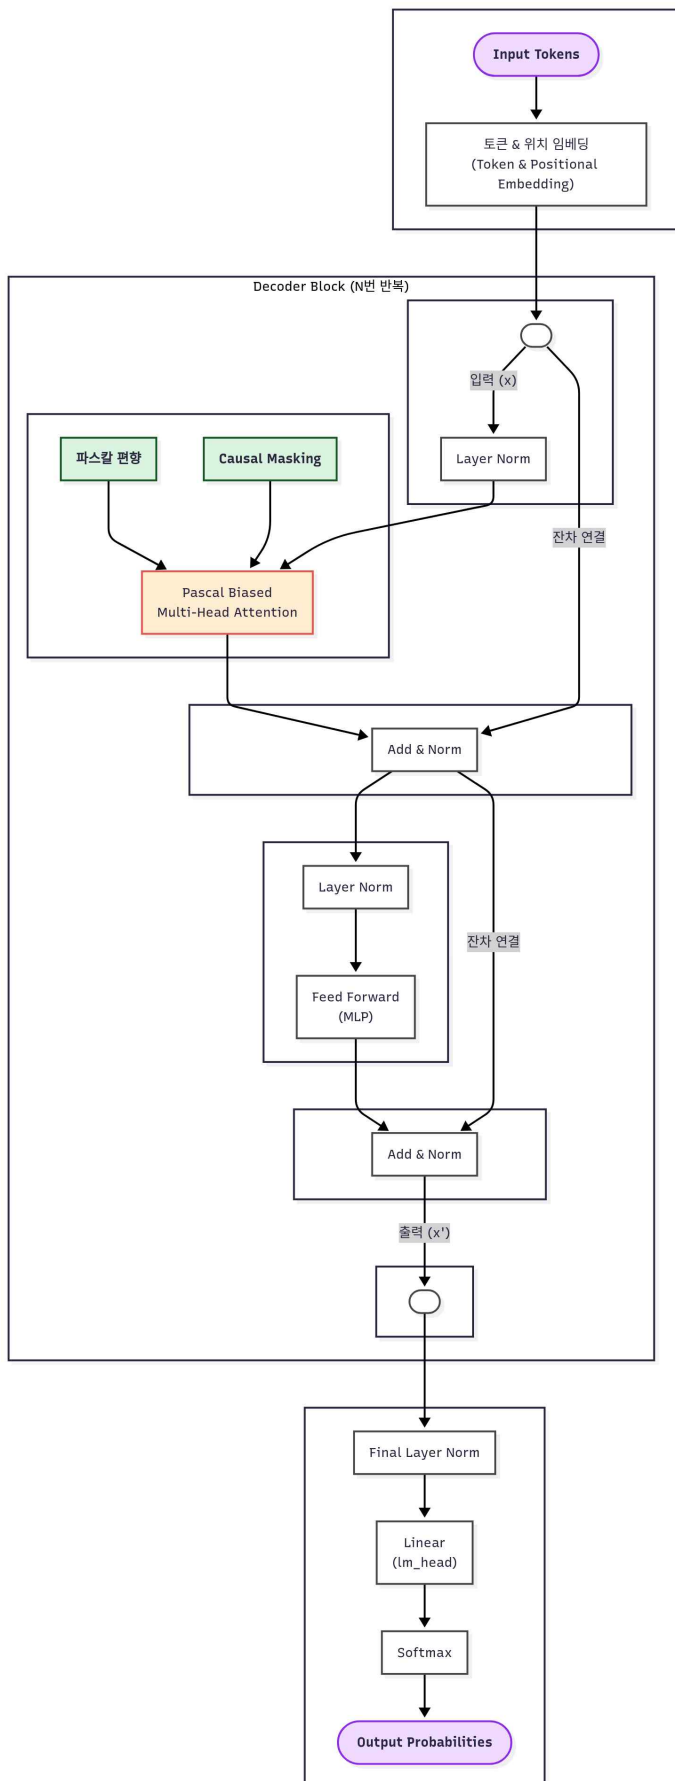 Input Tokens
토큰 & 위치 임베딩
(Token & Positional
Embedding)
Decoder Block (N번 반복)
입력 (x)
Layer Norm
파스칼 편향
Causal Masking
잔차 연결
Pascal Biased
Multi-Head Attention
Add & Norm
Layer Norm
잔차 연결
Feed Forward
(MLP)
Add & Norm
출력 (x')
Final Layer Norm
Linear
(lm_head)
Softmax
Output Probabilities